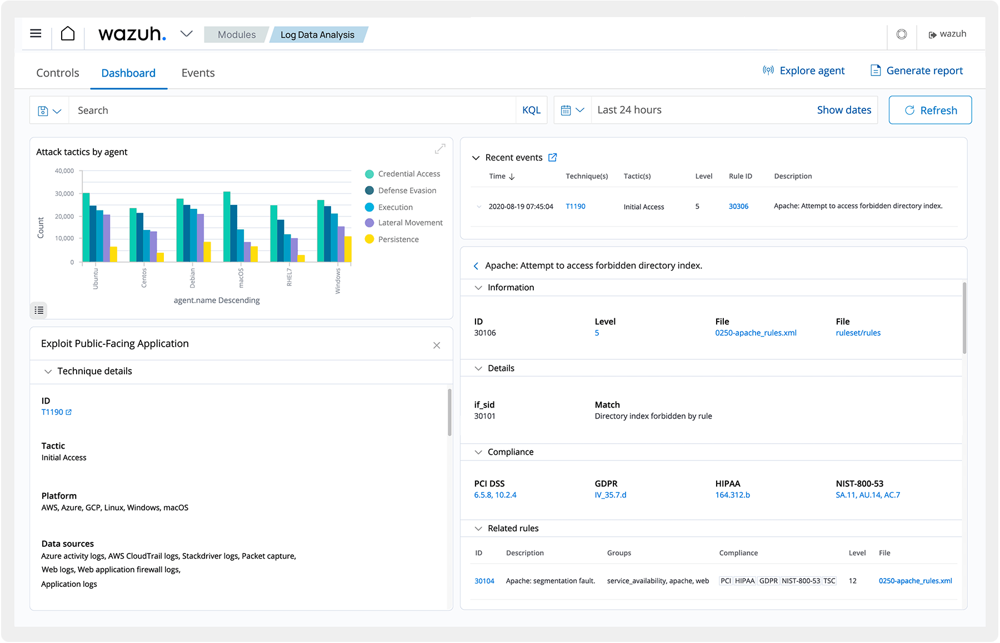 wazuh.
Modules
Log Data Analysis
wazuh
Controls
Dashboard
Events
Explore agent
Generate report
Search
KQL
Last 24 hours
Show dates
Refresh
Attack tactics by agent
40,000
30,000
20,000
10,000
0
Count
Ubuntu
Centos
Debian
macOS
RHEL7
Windows
agent.name Descending
Credential Access
Defense Evasion
Execution
Lateral Movement
Persistence
Exploit Public-Facing Application
Technique details
ID
T1190
Tactic
Initial Access
Platform
AWS, Azure, GCP, Linux, Windows, macOS
Data sources
Azure activity logs, AWS CloudTrail logs, Stackdriver logs, Packet capture,
Web logs, Web application firewall logs,
Application logs
Recent events
Time Technique(s) Tactic(s) Level Rule ID Description
2020-08-19 07:45:04 T1190 Initial Access 5 30306 Apache: Attempt to access forbidden directory index.
Apache: Attempt to access forbidden directory index.
Information
ID Level File File
30106 5 0250-apache_rules.xml ruleset/rules
Details
if_sid Match
30101 Directory index forbidden by rule
Compliance
PCI DSS GDPR HIPAA NIST-800-53
6.5.8, 10.2.4 IV_35.7.d 164.312.b SA.11, AU.14, AC.7
Related rules
ID Description Groups Compliance Level File
30104 Apache: segmentation fault. service_availability, apache, web PCI HIPAA GDPR NIST-800-53 TSC 12 0250-apache_rules.xml